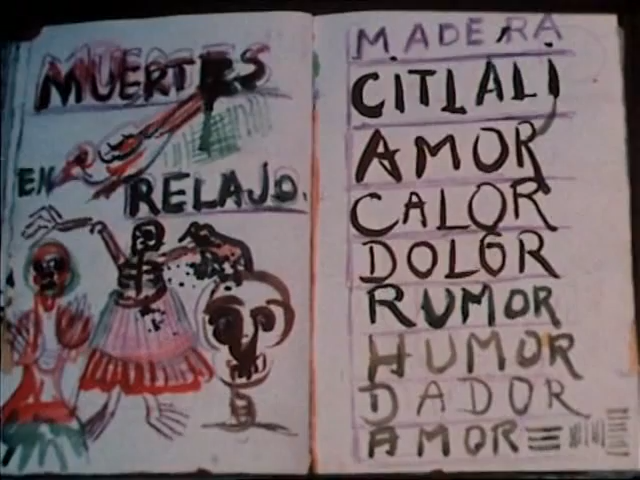 MUERTES
EN RELAJO.
MADERA
CITLALI
AMOR
CALOR
DOLOR
RUMOR
HUMOR
DADOR
AMOR